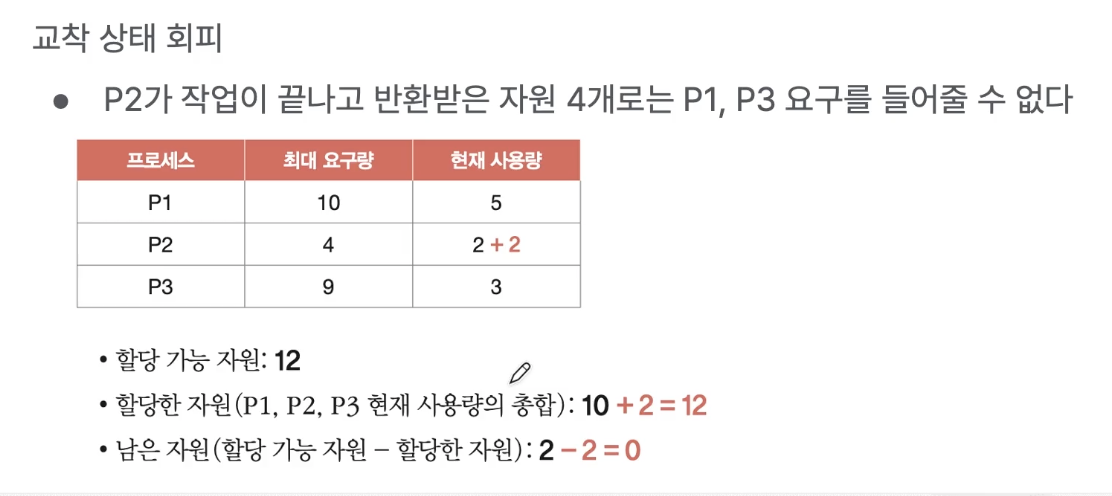 교착 상태 회피
● P2가 작업이 끝나고 반환받은 자원 4개로는 P1, P3 요구를 들어줄 수 없다
프로세스 최대 요구량 현재 사용량
P1 10 5
P2 4 2 + 2
P3 9 3
• 할당 가능 자원: 12
• 할당한 자원(P1, P2, P3 현재 사용량의 총합): 10 + 2 = 12
• 남은 자원(할당 가능 자원 – 할당한 자원): 2 – 2 = 0